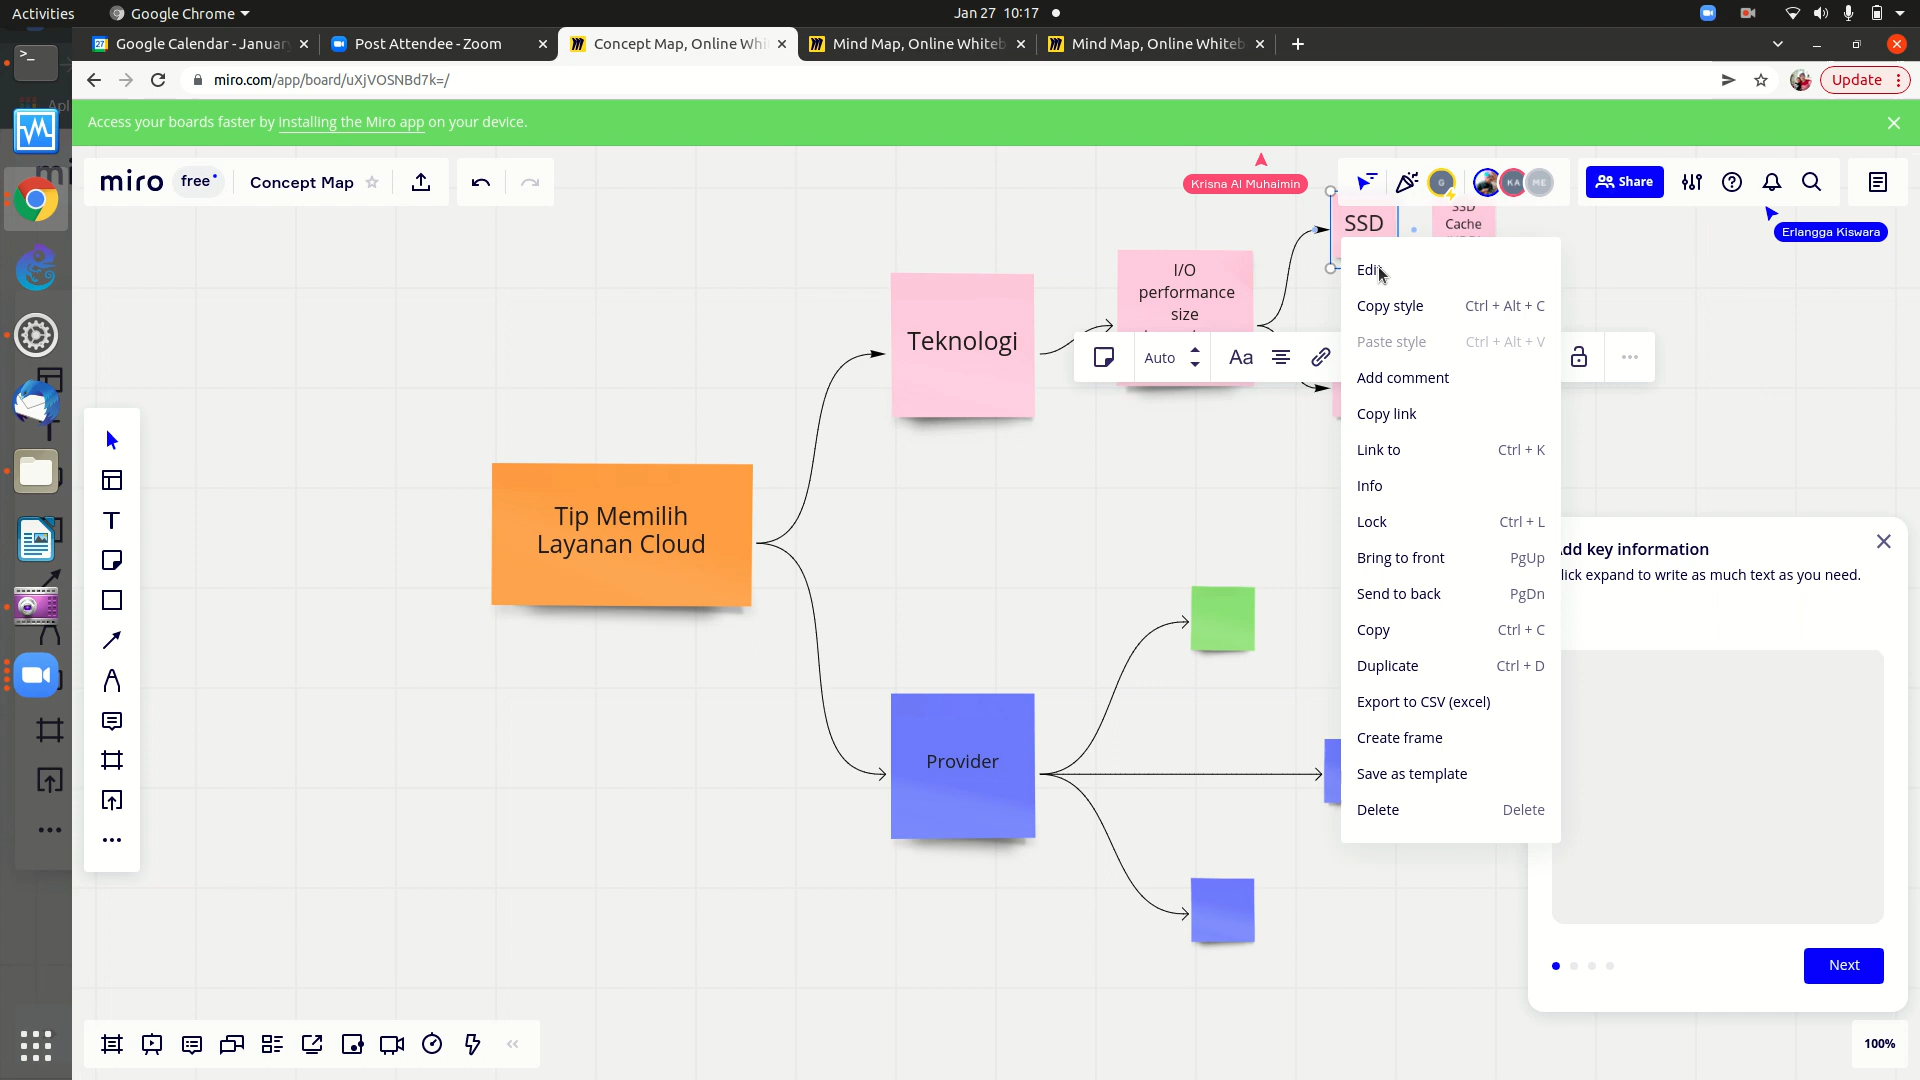 Activities
Google Chrome
Jan 27 10:17
Google Calendar - January
Post Attendee - Zoom
Concept Map, Online Whi
Mind Map, Online Whiteb
Mind Map, Online Whiteb
miro.com/app/board/uXjVOSNBd7k=/
Update
Access your boards faster by installing the Miro app on your device.
miro
free
Concept Map
Krisna Al Muhaimin
G
KA
ME
Share
Erlangga Kiswara
SSD
SSD
Cache
I/O
performance
size
Teknologi
Auto
Aa
Tip Memilih
Layanan Cloud
Provider
Edit
Copy style Ctrl + Alt + C
Paste style Ctrl + Alt + V
Add comment
Copy link
Link to Ctrl + K
Info
Lock Ctrl + L
Bring to front PgUp
Send to back PgDn
Copy Ctrl + C
Duplicate Ctrl + D
Export to CSV (excel)
Create frame
Save as template
Delete Delete
dd key information
lick expand to write as much text as you need.
Next
100%